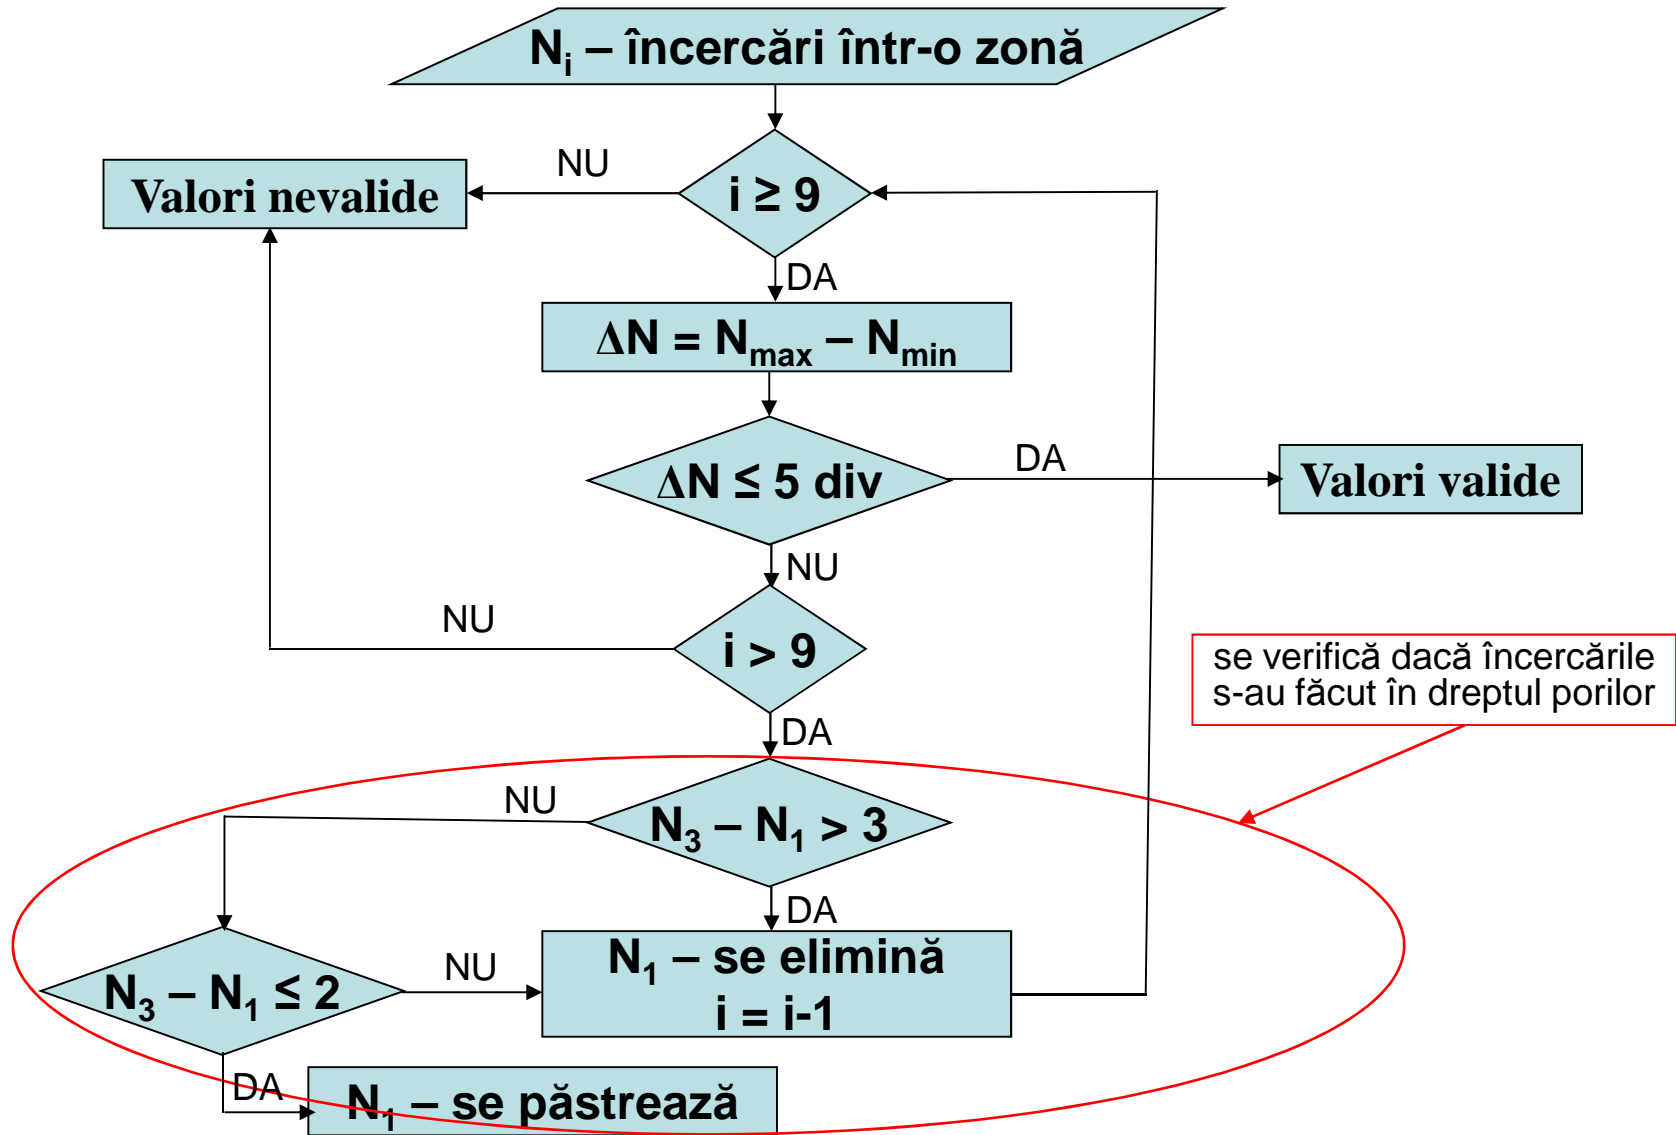 Nᵢ – încercări într-o zonă
NU
Valori nevalide
i ≥ 9
DA
ΔN = Nmax – Nmin
ΔN ≤ 5 div
DA
Valori valide
NU
NU
i > 9
se verifică dacă încercările
s-au făcut în dreptul porilor
DA
NU
N₃ – N₁ > 3
DA
N₃ – N₁ ≤ 2
NU
N₁ – se elimină
i = i-1
DA
N₁ – se păstrează